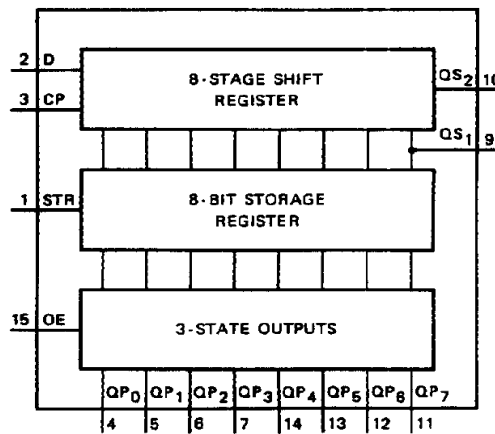 2 D
8-STAGE SHIFT
REGISTER
QS2 10
3 CP
QS1 9
8-BIT STORAGE
REGISTER
1 STR
15 OE
3-STATE OUTPUTS
QP0 QP1 QP2 QP3 QP4 QP5 QP6 QP7
4 5 6 7 14 13 12 11